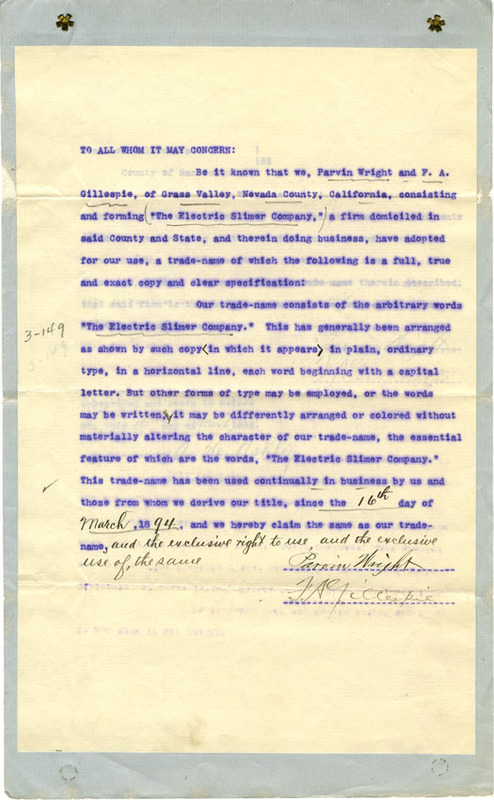 TO ALL WHOM IT MAY CONCERN:
Be it known that we, Parvin Wright and F. A.
Gillespie, of Grass Valley, Nevada County, California, consisting
and forming ("The Electric Slimer Company,") a firm domiciled in
said County and State, and therein doing business, have adopted
for our use, a trade-name of which the following is a full, true
and exact copy and clear specification:
Our trade-name consists of the arbitrary words
"The Electric Slimer Company." This has generally been arranged
3-149
as shown by such copy (in which it appears) in plain, ordinary
3-149
type, in a horizontal line, each word beginning with a capital
letter. But other forms of type may be employed, or the words
may be written; it may be differently arranged or colored without
materially altering the character of our trade-name, the essential
feature of which are the words, "The Electric Slimer Company."
This trade-name has been used continually in business by us and
those from whom we derive our title, since the 16th day of
March, 1894, and we hereby claim the same as our trade-
name, and the exclusive right to use, and the exclusive
use of, the same
Parvin Wright
F A Gillespie